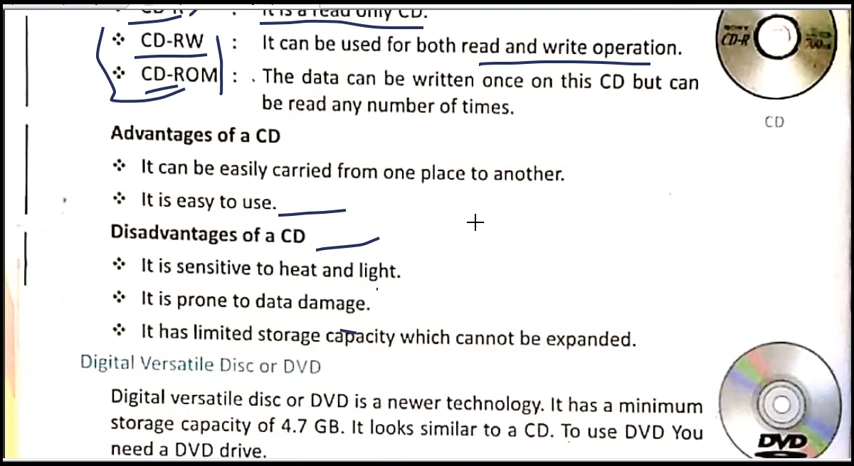 CD-R : It is a read only CD.
❖ CD-RW : It can be used for both read and write operation.
❖ CD-ROM : The data can be written once on this CD but can
be read any number of times.
SONY
CD-R
700MB
CD
Advantages of a CD
❖ It can be easily carried from one place to another.
❖ It is easy to use.
Disadvantages of a CD
❖ It is sensitive to heat and light.
❖ It is prone to data damage.
❖ It has limited storage capacity which cannot be expanded.
Digital Versatile Disc or DVD
Digital versatile disc or DVD is a newer technology. It has a minimum
storage capacity of 4.7 GB. It looks similar to a CD. To use DVD You
need a DVD drive.
DVD